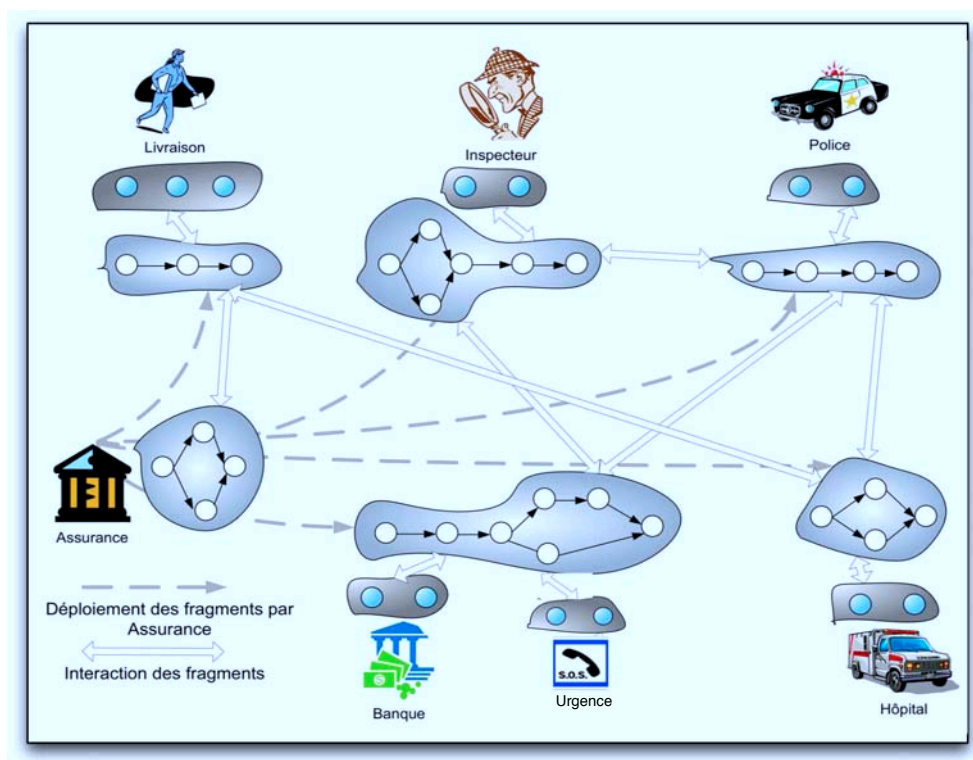 Livraison
Inspecteur
Police
Assurance
Déploiement des fragments par
Assurance
Interaction des fragments
$
Banque
S.O.S.
Urgence
Hôpital